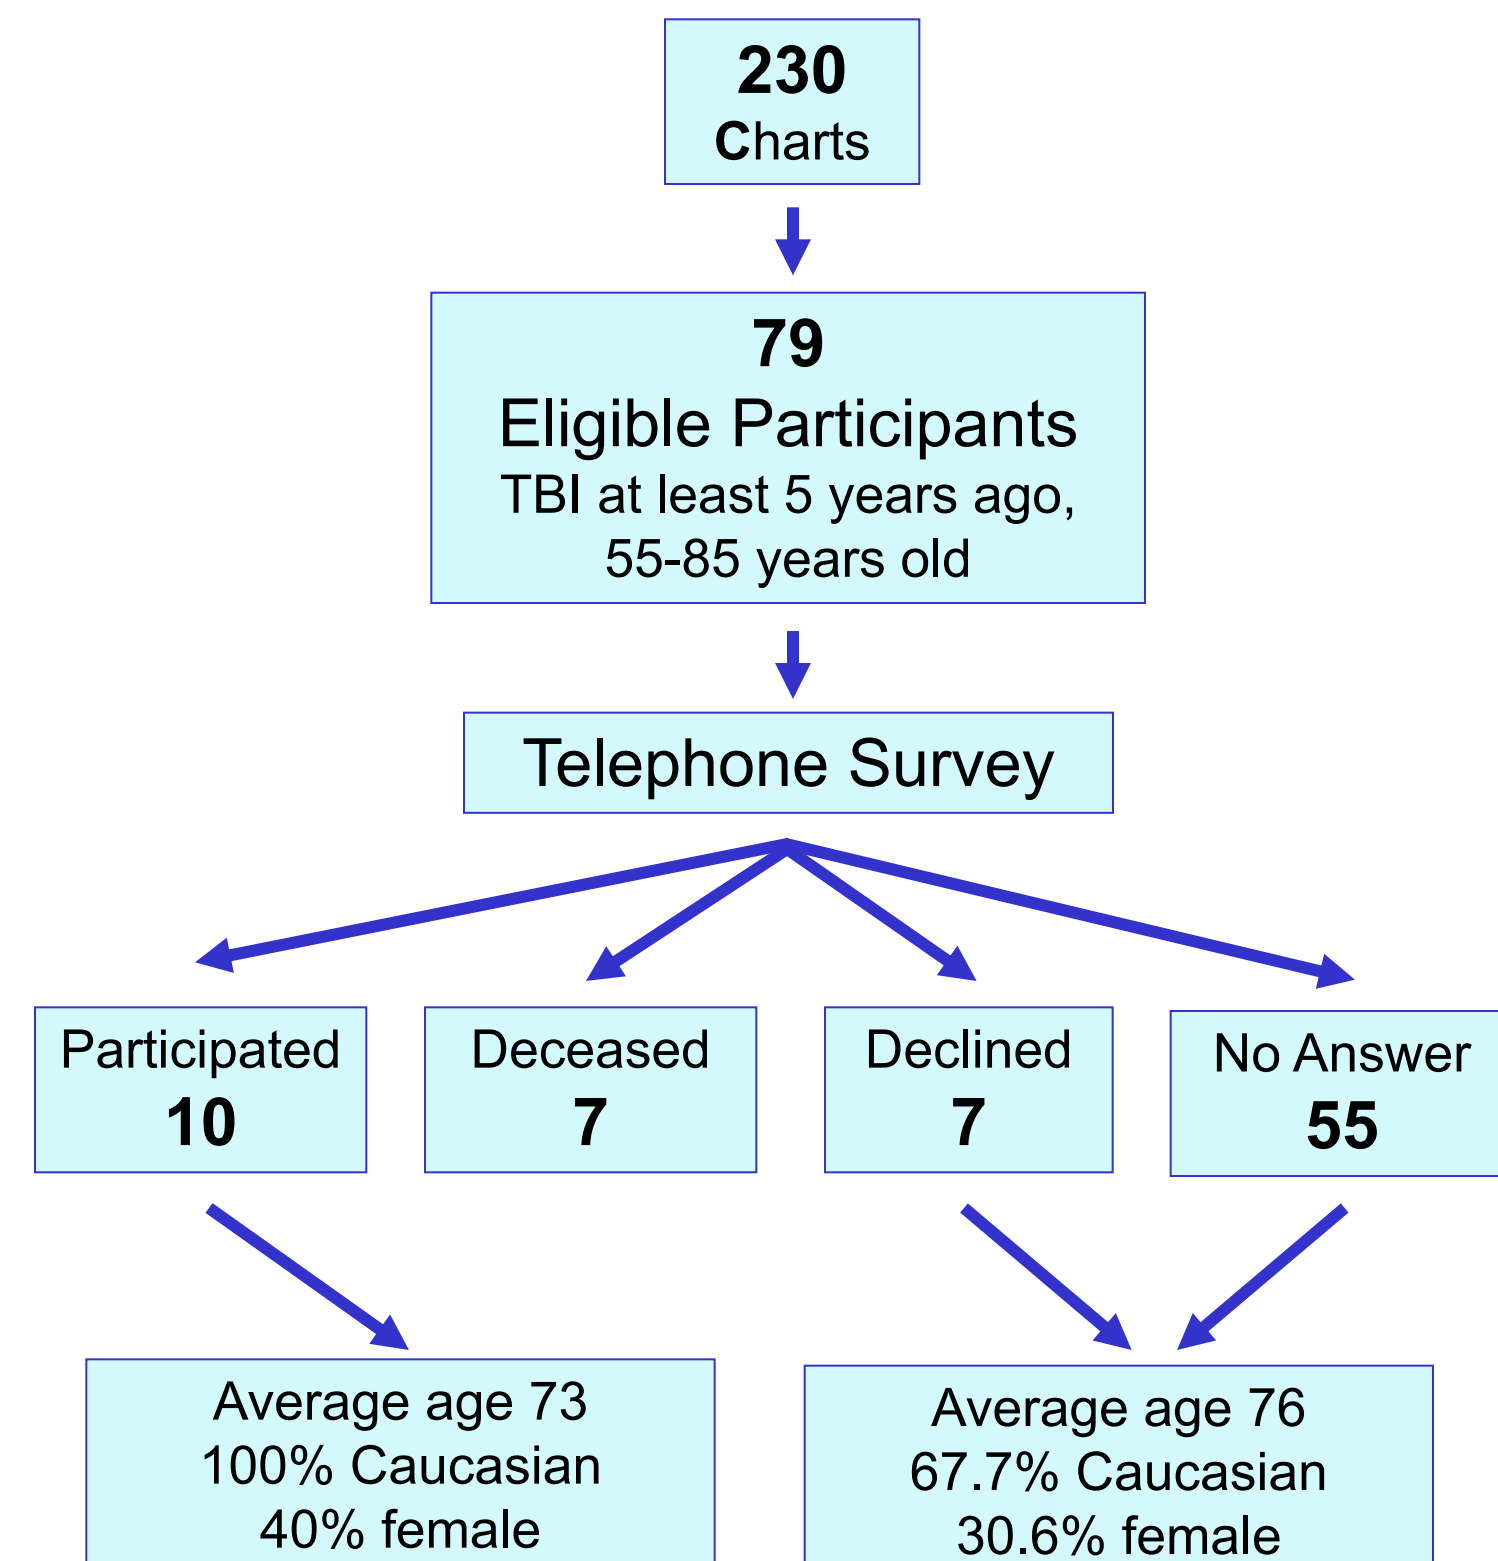 230
Charts
79
Eligible Participants
TBI at least 5 years ago,
55-85 years old
Telephone Survey
Participated
10
Deceased
7
Declined
7
No Answer
55
Average age 73
100% Caucasian
40% female
Average age 76
67.7% Caucasian
30.6% female